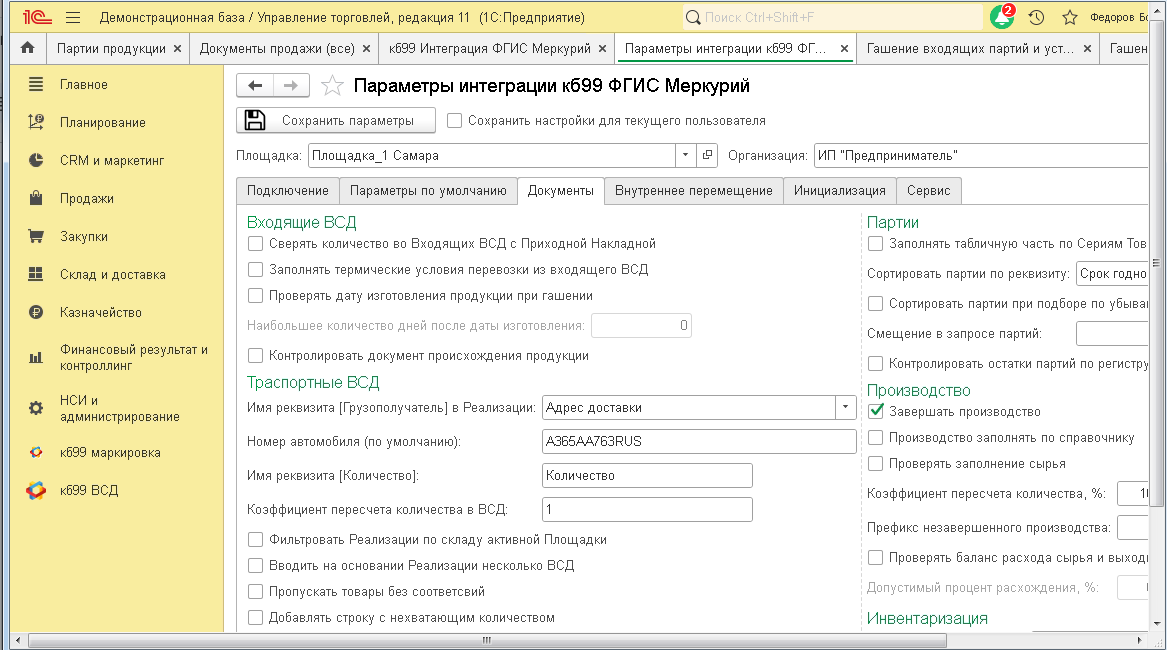 1С Демонстрационная база / Управление торговлей, редакция 11 (1С:Предприятие) Поиск Ctrl+Shift+F 2 Федоров Бо
Партии продукции × Документы продажи (все) × кб99 Интеграция ФГИС Меркурий × Параметры интеграции кб99 ФГ... × Гашение входящих партий и уст... × Гашен
Главное
Планирование
CRM и маркетинг
Продажи
Закупки
Склад и доставка
Казначейство
Финансовый результат и
контроллинг
НСИ и
администрирование
кб99 маркировка
кб99 ВСД
Параметры интеграции кб99 ФГИС Меркурий
Сохранить параметры Сохранить настройки для текущего пользователя
Площадка: Площадка_1 Самара Организация: ИП "Предприниматель"
Подключение Параметры по умолчанию Документы Внутреннее перемещение Инициализация Сервис
Входящие ВСД
Сверять количество во Входящих ВСД с Приходной Накладной
Заполнять термические условия перевозки из входящего ВСД
Проверять дату изготовления продукции при гашении
Наибольшее количество дней после даты изготовления: 0
Контролировать документ происхождения продукции
Траспортные ВСД
Имя реквизита [Грузополучатель] в Реализации: Адрес доставки
Номер автомобиля (по умолчанию): А365АА763RUS
Имя реквизита [Количество]: Количество
Коэффициент пересчета количества в ВСД: 1
Фильтровать Реализации по складу активной Площадки
Вводить на основании Реализации несколько ВСД
Пропускать товары без соответсвий
Добавлять строку с нехватающим количеством
Партии
Заполнять табличную часть по Сериям Тов
Сортировать партии по реквизиту: Срок годно
Сортировать партии при подборе по убыва
Смещение в запросе партий:
Контролировать остатки партий по регистру
Производство
Завершать производство
Производство заполнять по справочнику
Проверять заполнение сырья
Коэффициент пересчета количества, %: 1
Префикс незавершенного производства:
Проверять баланс расхода сырья и выход
Допустимый процент расхождения, %:
Инвентаризация